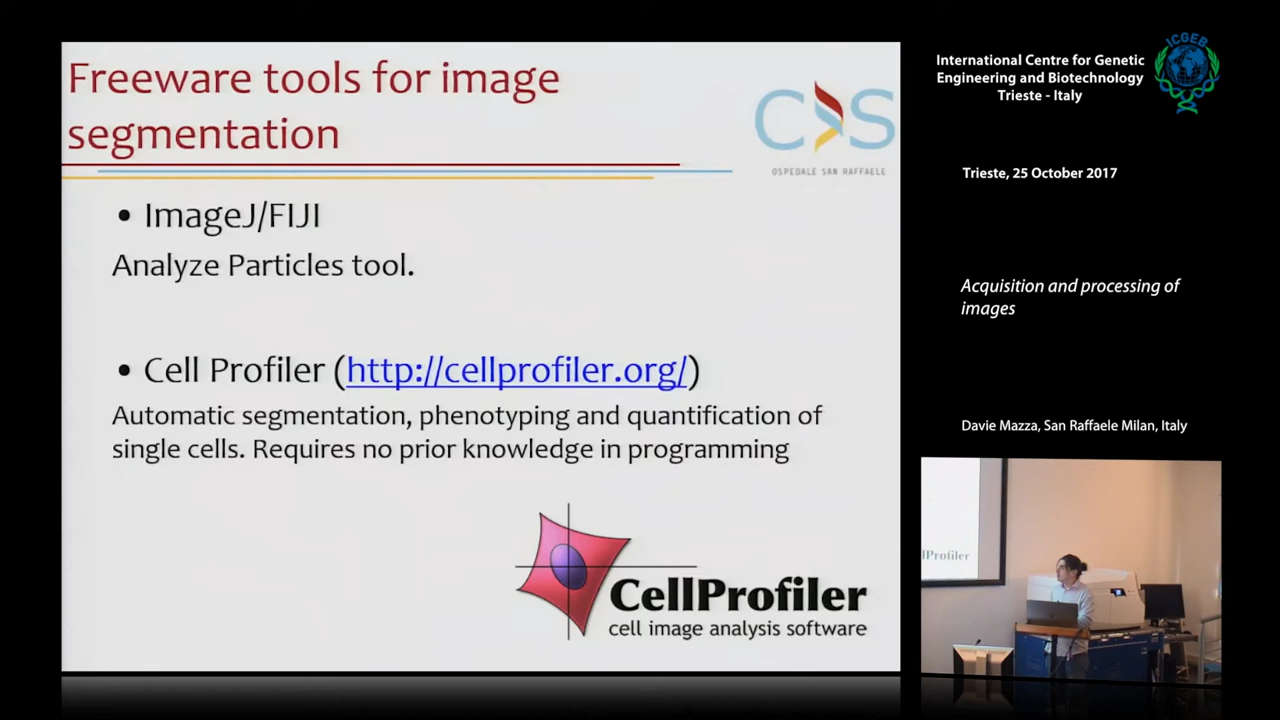 Freeware tools for image
segmentation
CS
OSPEDALE SAN RAFFAELE
• ImageJ/FIJI
Analyze Particles tool.
• Cell Profiler (http://cellprofiler.org/)
Automatic segmentation, phenotyping and quantification of
single cells. Requires no prior knowledge in programming
CellProfiler
cell image analysis software
International Centre for Genetic
Engineering and Biotechnology
Trieste - Italy
ICGEB
Trieste, 25 October 2017
Acquisition and processing of
images
Davie Mazza, San Raffaele Milan, Italy
llProfiler